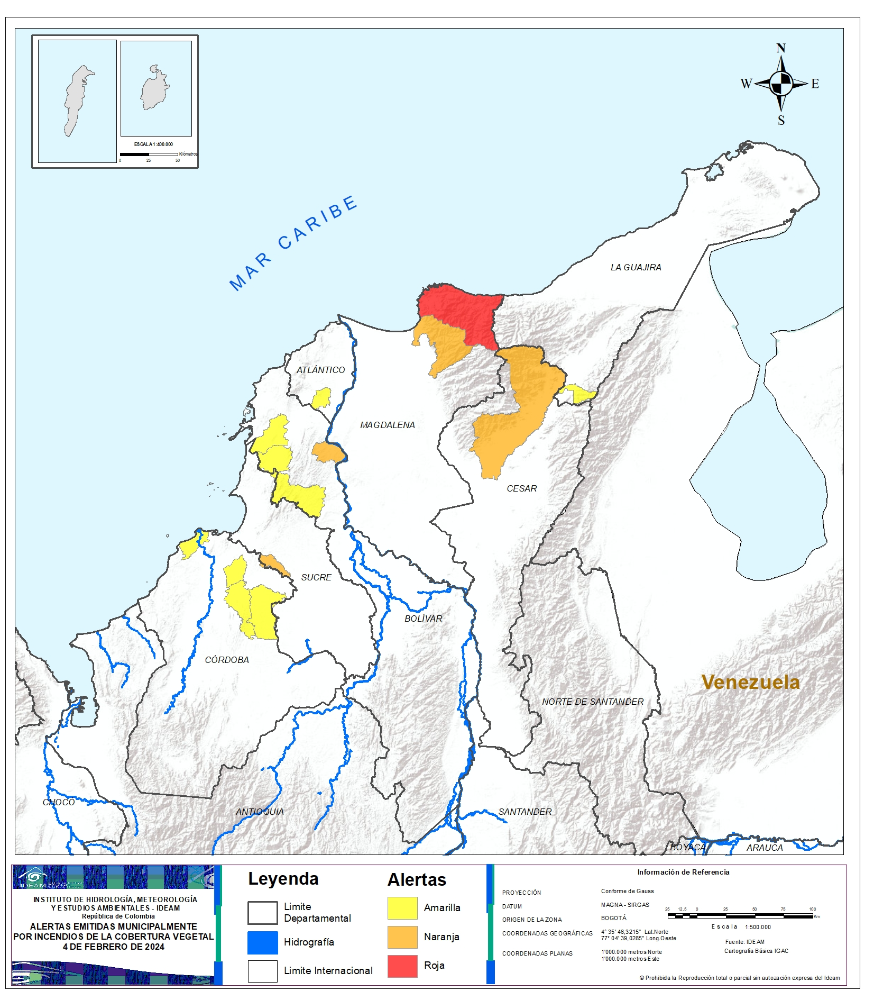 ESCALA 1:400.000
Kilómetros
0 25 50
N
W E
S
MAR CARIBE
LA GUAJIRA
ATLÁNTICO
MAGDALENA
CESAR
SUCRE
BOLÍVAR
CÓRDOBA
Venezuela
NORTE DE SANTANDER
CHOCÓ
ANTIOQUIA
SANTANDER
BOYACÁ
ARAUCA
IDEAM
INSTITUTO DE HIDROLOGÍA, METEOROLOGÍA
Y ESTUDIOS AMBIENTALES - IDEAM
República de Colombia
ALERTAS EMITIDAS MUNICIPALMENTE
POR INCENDIOS DE LA COBERTURA VEGETAL
4 DE FEBRERO DE 2024
Leyenda
Limite
Departamental
Hidrografía
Limite Internacional
Alertas
Amarilla
Naranja
Roja
Información de Referencia
PROYECCIÓN Conforme de Gauss
DATUM MAGNA - SIRGAS
ORIGEN DE LA ZONA BOGOTÁ
COORDENADAS GEOGRÁFICAS 4° 35' 46,3215" Lat.Norte
77° 04' 39,0285" Long.Oeste
COORDENADAS PLANAS 1'000.000 metros Norte
1'000.000 metros Este
25 12,5 0 25 50 75 100
Km
Escala 1:500.000
Fuente: IDEAM
Cartografía Básica IGAC
© Prohibida la Reproducción total o parcial sin autozación expresa del Ideam